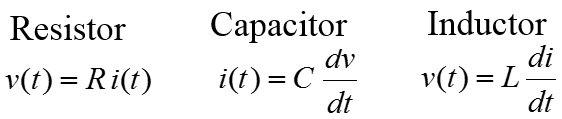 Resistor Capacitor Inductor
v(t) = R i(t) i(t) = C dv/dt v(t) = L di/dt